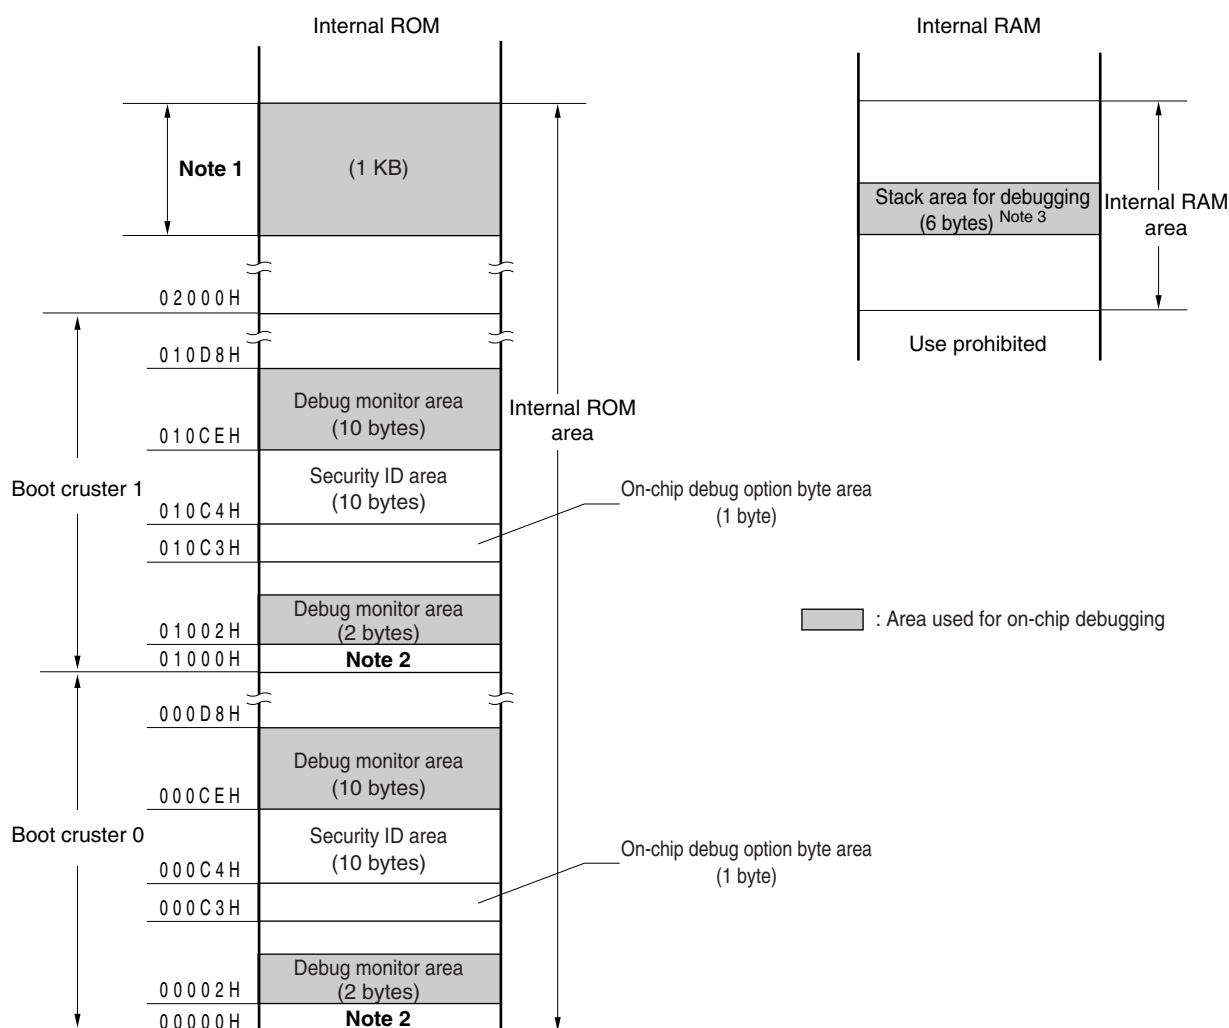 Internal ROM
Internal RAM
Note 1
(1 KB)
Stack area for debugging
(6 bytes) Note 3
Internal RAM
area
02000H
Use prohibited
010D8H
Debug monitor area
(10 bytes)
Internal ROM
area
010CEH
Boot cruster 1
Security ID area
(10 bytes)
On-chip debug option byte area
(1 byte)
010C4H
010C3H
Debug monitor area
(2 bytes)
: Area used for on-chip debugging
01002H
01000H
Note 2
000D8H
Debug monitor area
(10 bytes)
000CEH
Boot cruster 0
Security ID area
(10 bytes)
On-chip debug option byte area
(1 byte)
000C4H
000C3H
Debug monitor area
(2 bytes)
00002H
00000H
Note 2